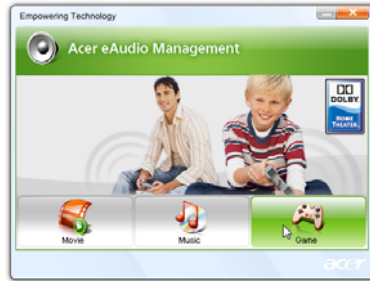 Empowering Technology
Acer eAudio Management
DOLBY
HOME
THEATER
Movie
Music
Game
acer